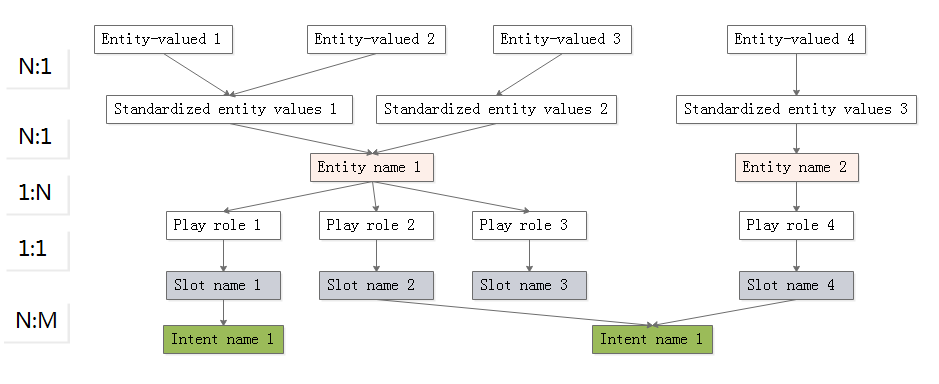 Entity-valued 1
Entity-valued 2
Entity-valued 3
Entity-valued 4
N:1
Standardized entity values 1
Standardized entity values 2
Standardized entity values 3
N:1
Entity name 1
Entity name 2
1:N
Play role 1
Play role 2
Play role 3
Play role 4
1:1
Slot name 1
Slot name 2
Slot name 3
Slot name 4
N:M
Intent name 1
Intent name 1